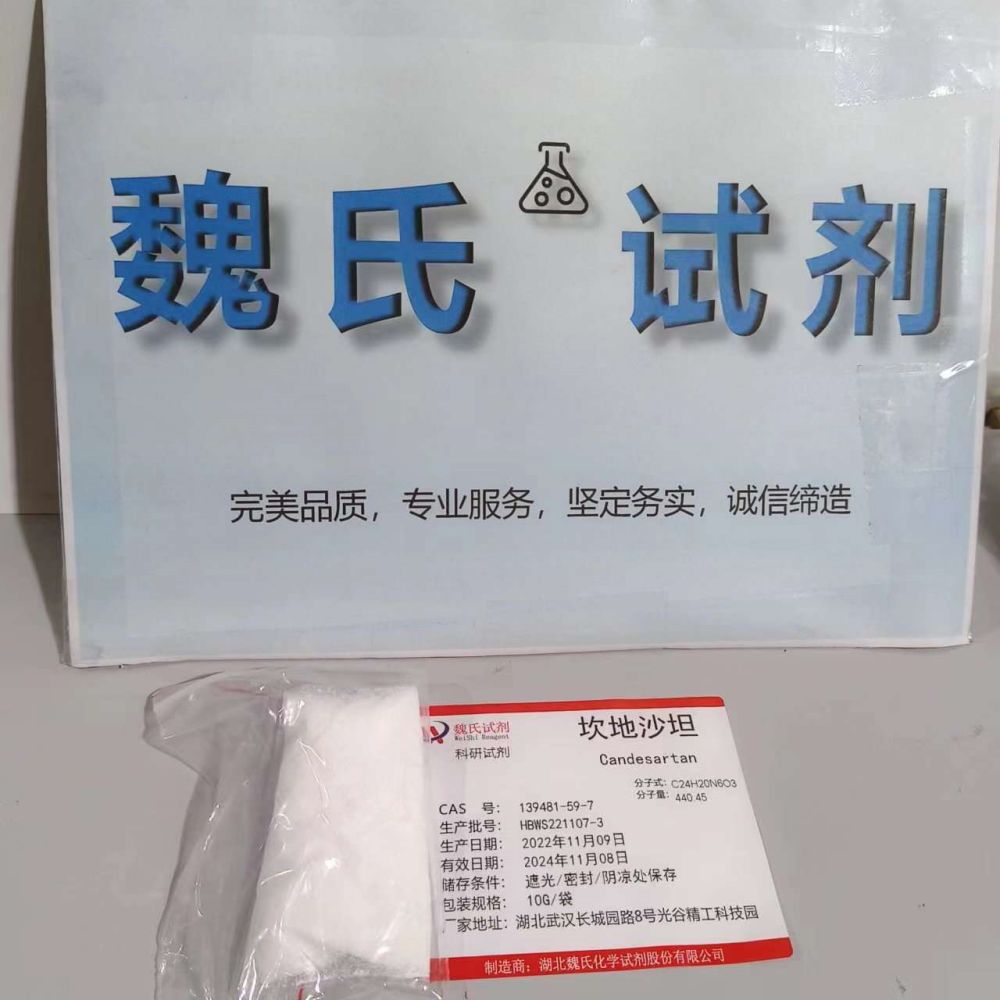 魏氏试剂
完美品质，专业服务，坚定务实，诚信缔造
魏氏试剂
WeiShi Reagent
科研试剂
坎地沙坦
Candesartan
分子式：C24H20N6O3
分子量：440.45
CAS 号：139481-59-7
生产批号：HBWS221107-3
生产日期：2022年11月09日
有效日期：2024年11月08日
储存条件：遮光/密封/阴凉处保存
包装规格：10G/袋
厂家地址：湖北武汉长城园路8号光谷精工科技园
制造商：湖北魏氏化学试剂股份有限公司